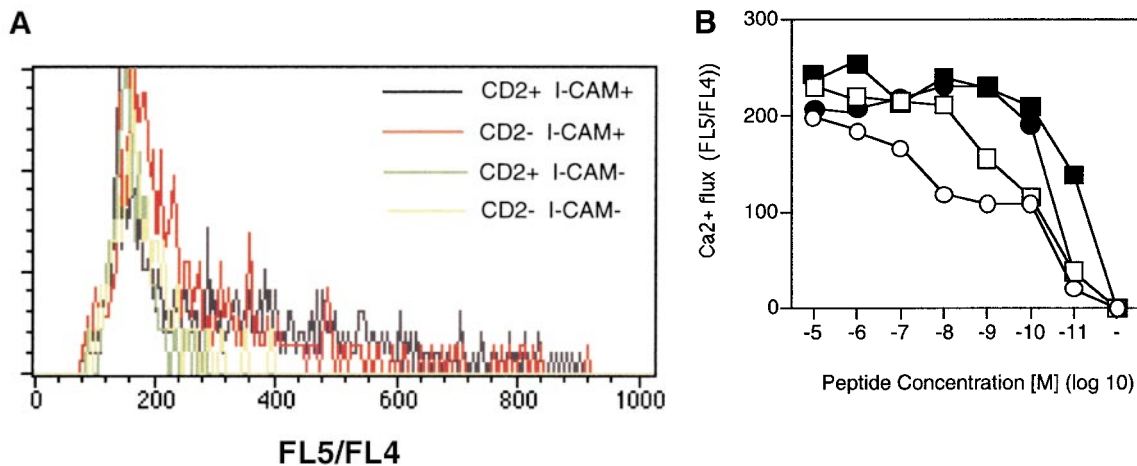 A
CD2+ I-CAM+
CD2- I-CAM+
CD2+ I-CAM-
CD2- I-CAM-
0 200 400 600 800 1000
FL5/FL4
B
Ca2+ flux (FL5/FL4))
300
200
100
0
-5 -6 -7 -8 -9 -10 -11 -
Peptide Concentration [M] (log 10)